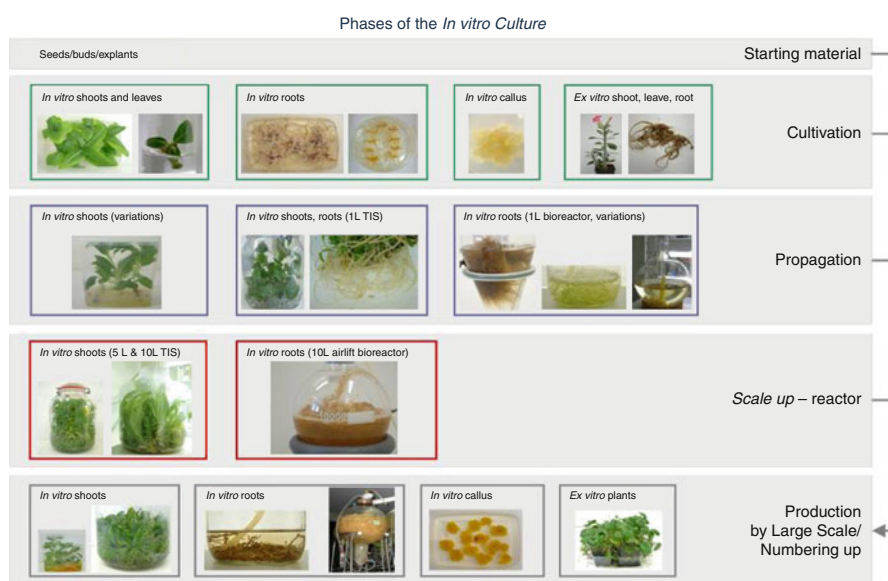 Phases of the In vitro Culture
Seeds/buds/explants
Starting material
In vitro shoots and leaves
In vitro roots
In vitro callus
Ex vitro shoot, leave, root
Cultivation
In vitro shoots (variations)
In vitro shoots, roots (1L TIS)
In vitro roots (1L bioreactor, variations)
Propagation
In vitro shoots (5 L & 10L TIS)
In vitro roots (10L airlift bioreactor)
Scale up – reactor
In vitro shoots
In vitro roots
In vitro callus
Ex vitro plants
Production
by Large Scale/
Numbering up